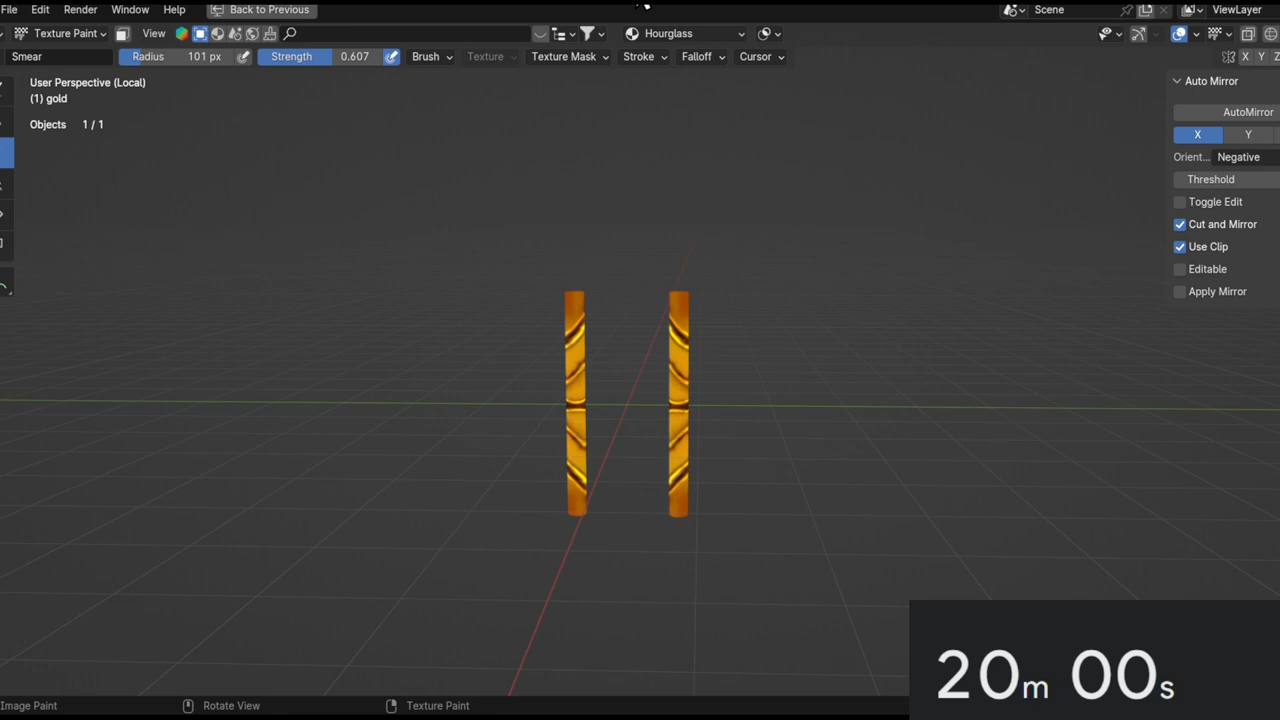 File Edit Render Window Help Back to Previous Scene ViewLayer
Texture Paint View Hourglass
Smear Radius 101 px Strength 0.607 Brush Texture Texture Mask Stroke Falloff Cursor X Y Z
User Perspective (Local)
(1) gold
Objects 1 / 1
Auto Mirror
AutoMirror
X Y
Orient... Negative
Threshold
Toggle Edit
Cut and Mirror
Use Clip
Editable
Apply Mirror
20m 00s
Image Paint Rotate View Texture Paint